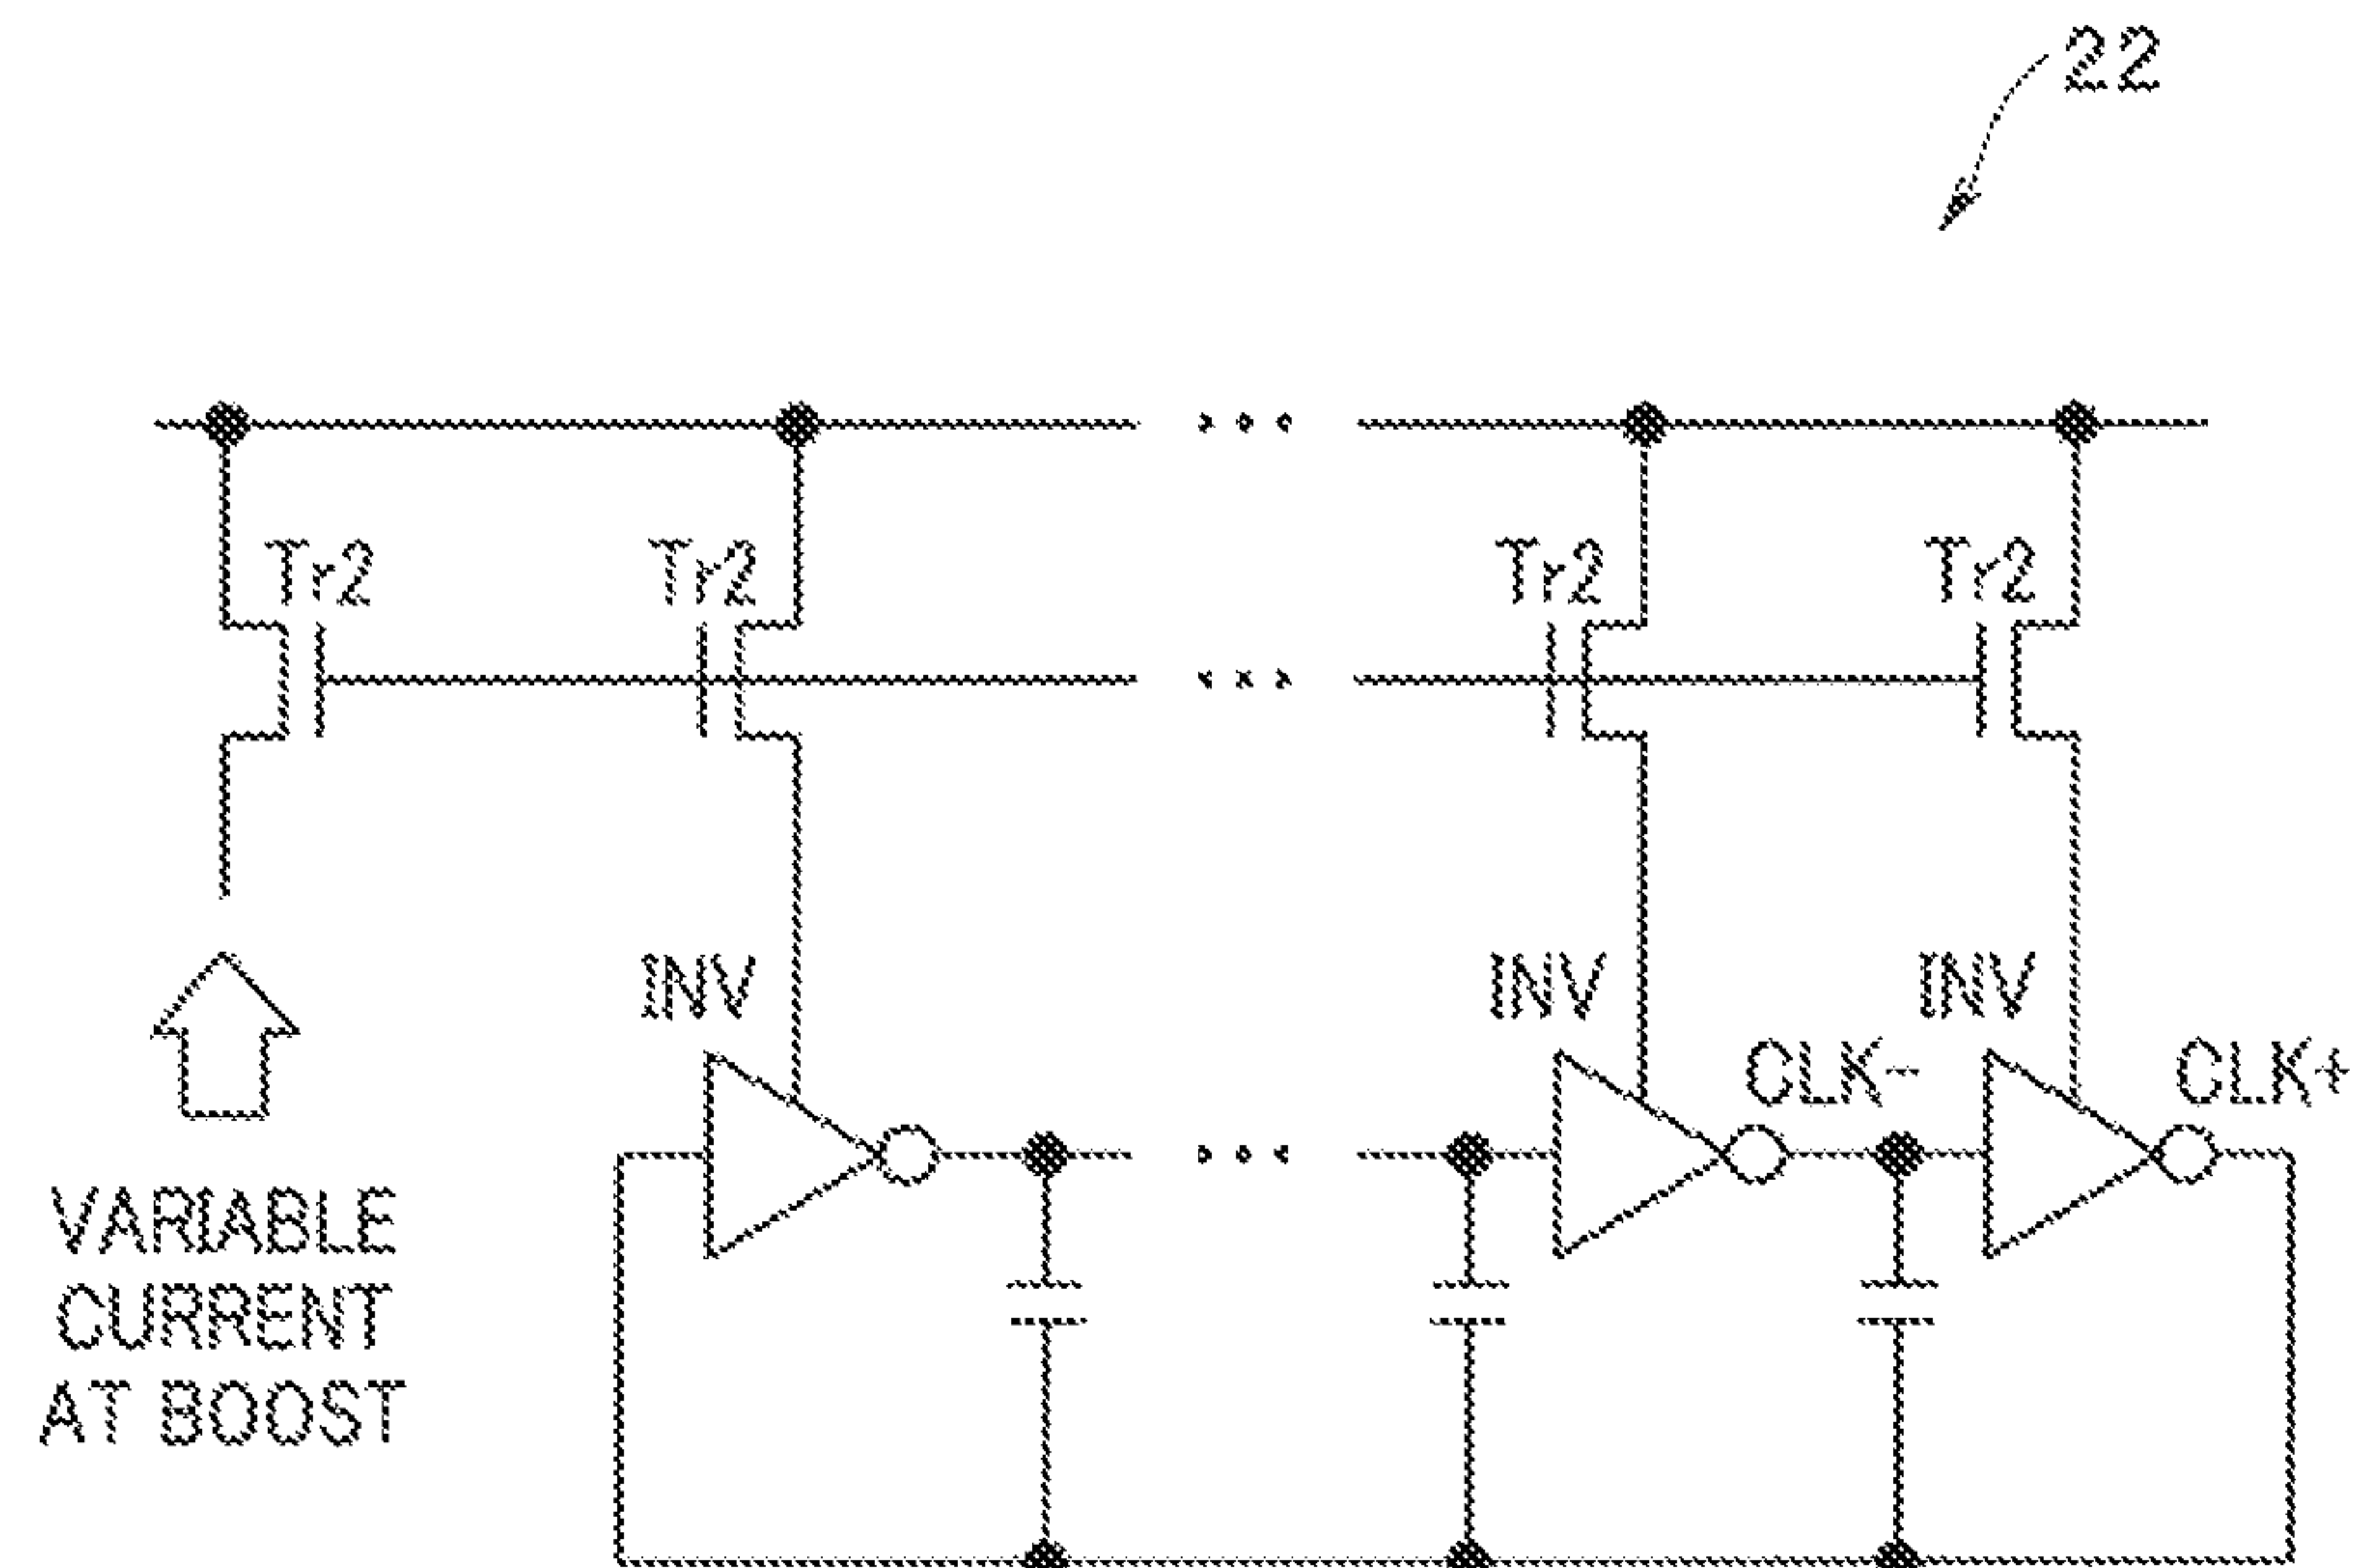 22
Tr2 Tr2 Tr2 Tr2
INV INV INV
CLK- CLK+
VARIABLE
CURRENT
AT BOOST